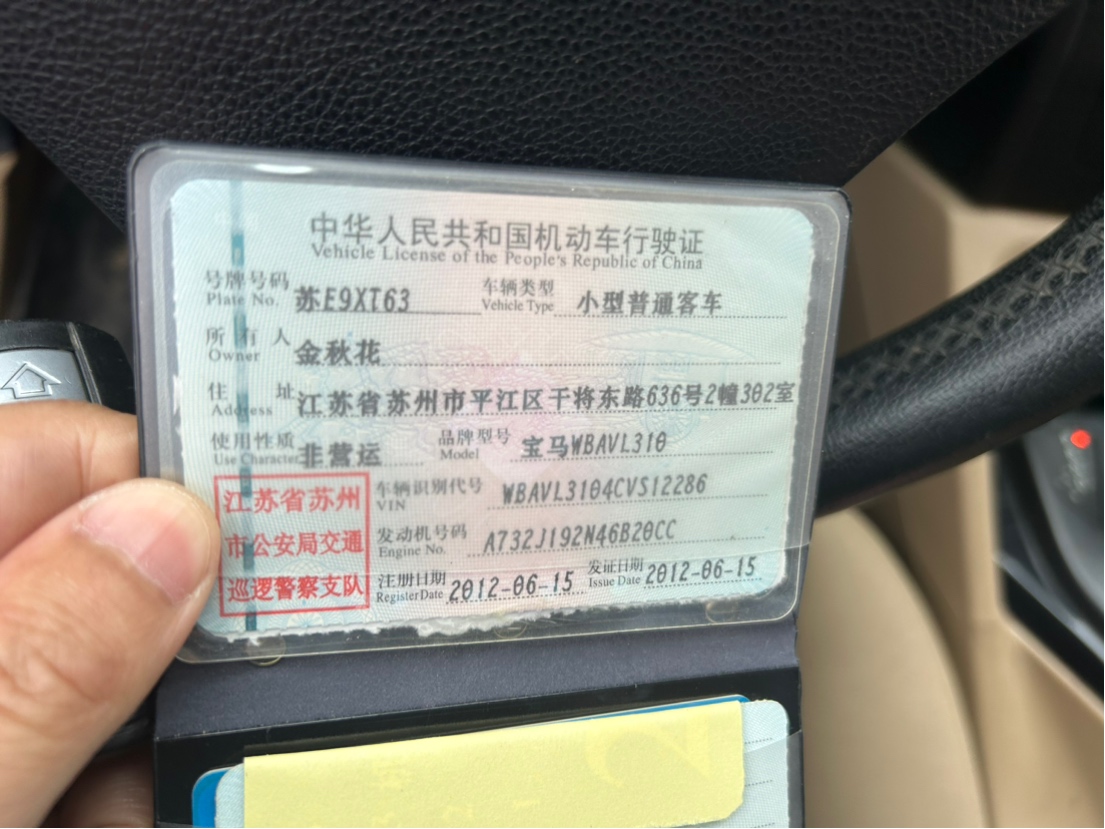 中华人民共和国机动车行驶证
Vehicle License of the People's Republic of China
号牌号码 苏E9XT63 车辆类型 小型普通客车
Plate No. Vehicle Type
所有人 金秋花
Owner
住址 江苏省苏州市平江区干将东路636号2幢302室
Address
使用性质 非营运 品牌型号 宝马WBAVL310
Use Character Model
江苏省苏州
市公安局交通
巡逻警察支队
车辆识别代号 WBAVL3104CVS12286
VIN
发动机号码 A732J192N46B20CC
Engine No.
注册日期 2012-06-15 发证日期 2012-06-15
Register Date Issue Date